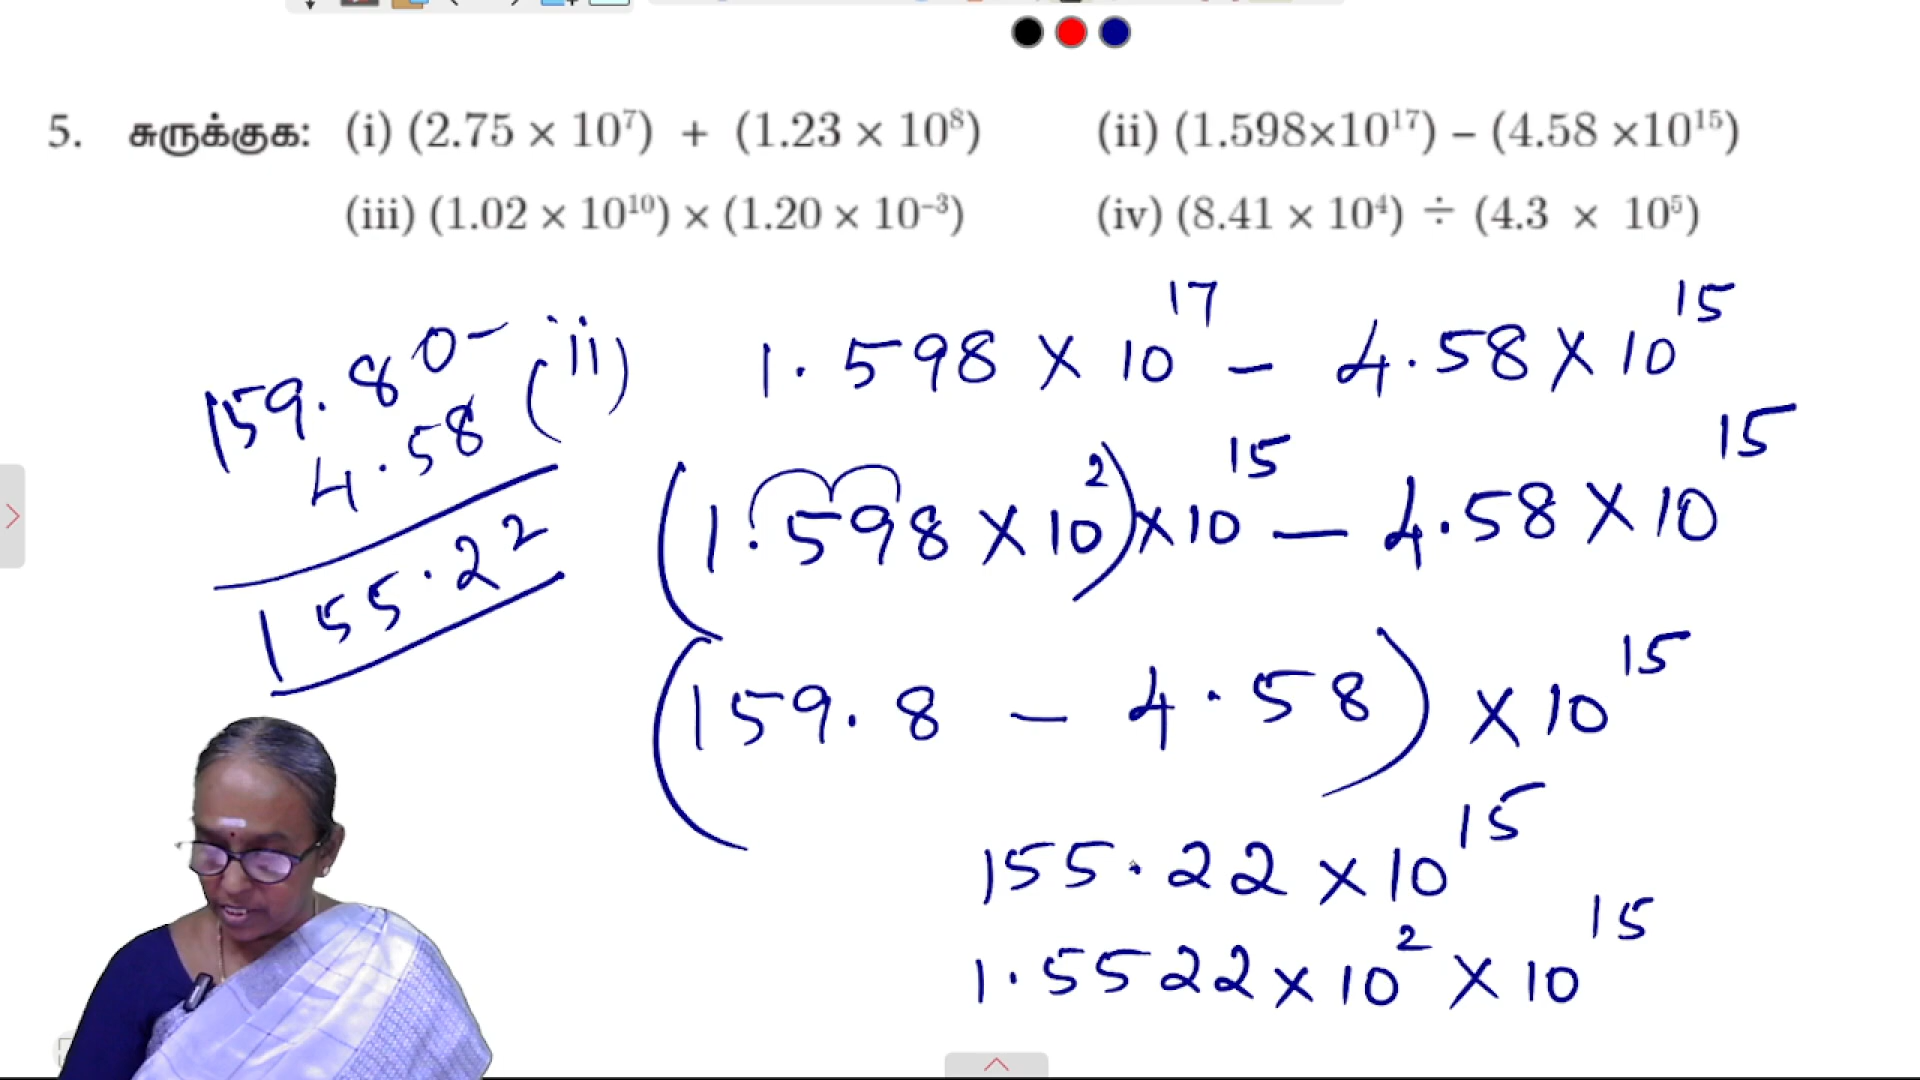 5. சுருக்குக: (i) (2.75 × 10⁷) + (1.23 × 10⁸) (ii) (1.598×10¹⁷) – (4.58 ×10¹⁵)
(iii) (1.02 × 10¹⁰) × (1.20 × 10⁻³) (iv) (8.41 × 10⁴) ÷ (4.3 × 10⁵)
(ii) 1.598 × 10¹⁷ – 4.58 × 10¹⁵
159.80 –
4.58
155.22
(1.598 × 10²) × 10¹⁵ – 4.58 × 10¹⁵
(159.8 – 4.58) × 10¹⁵
155.22 × 10¹⁵
1.5522 × 10² × 10¹⁵